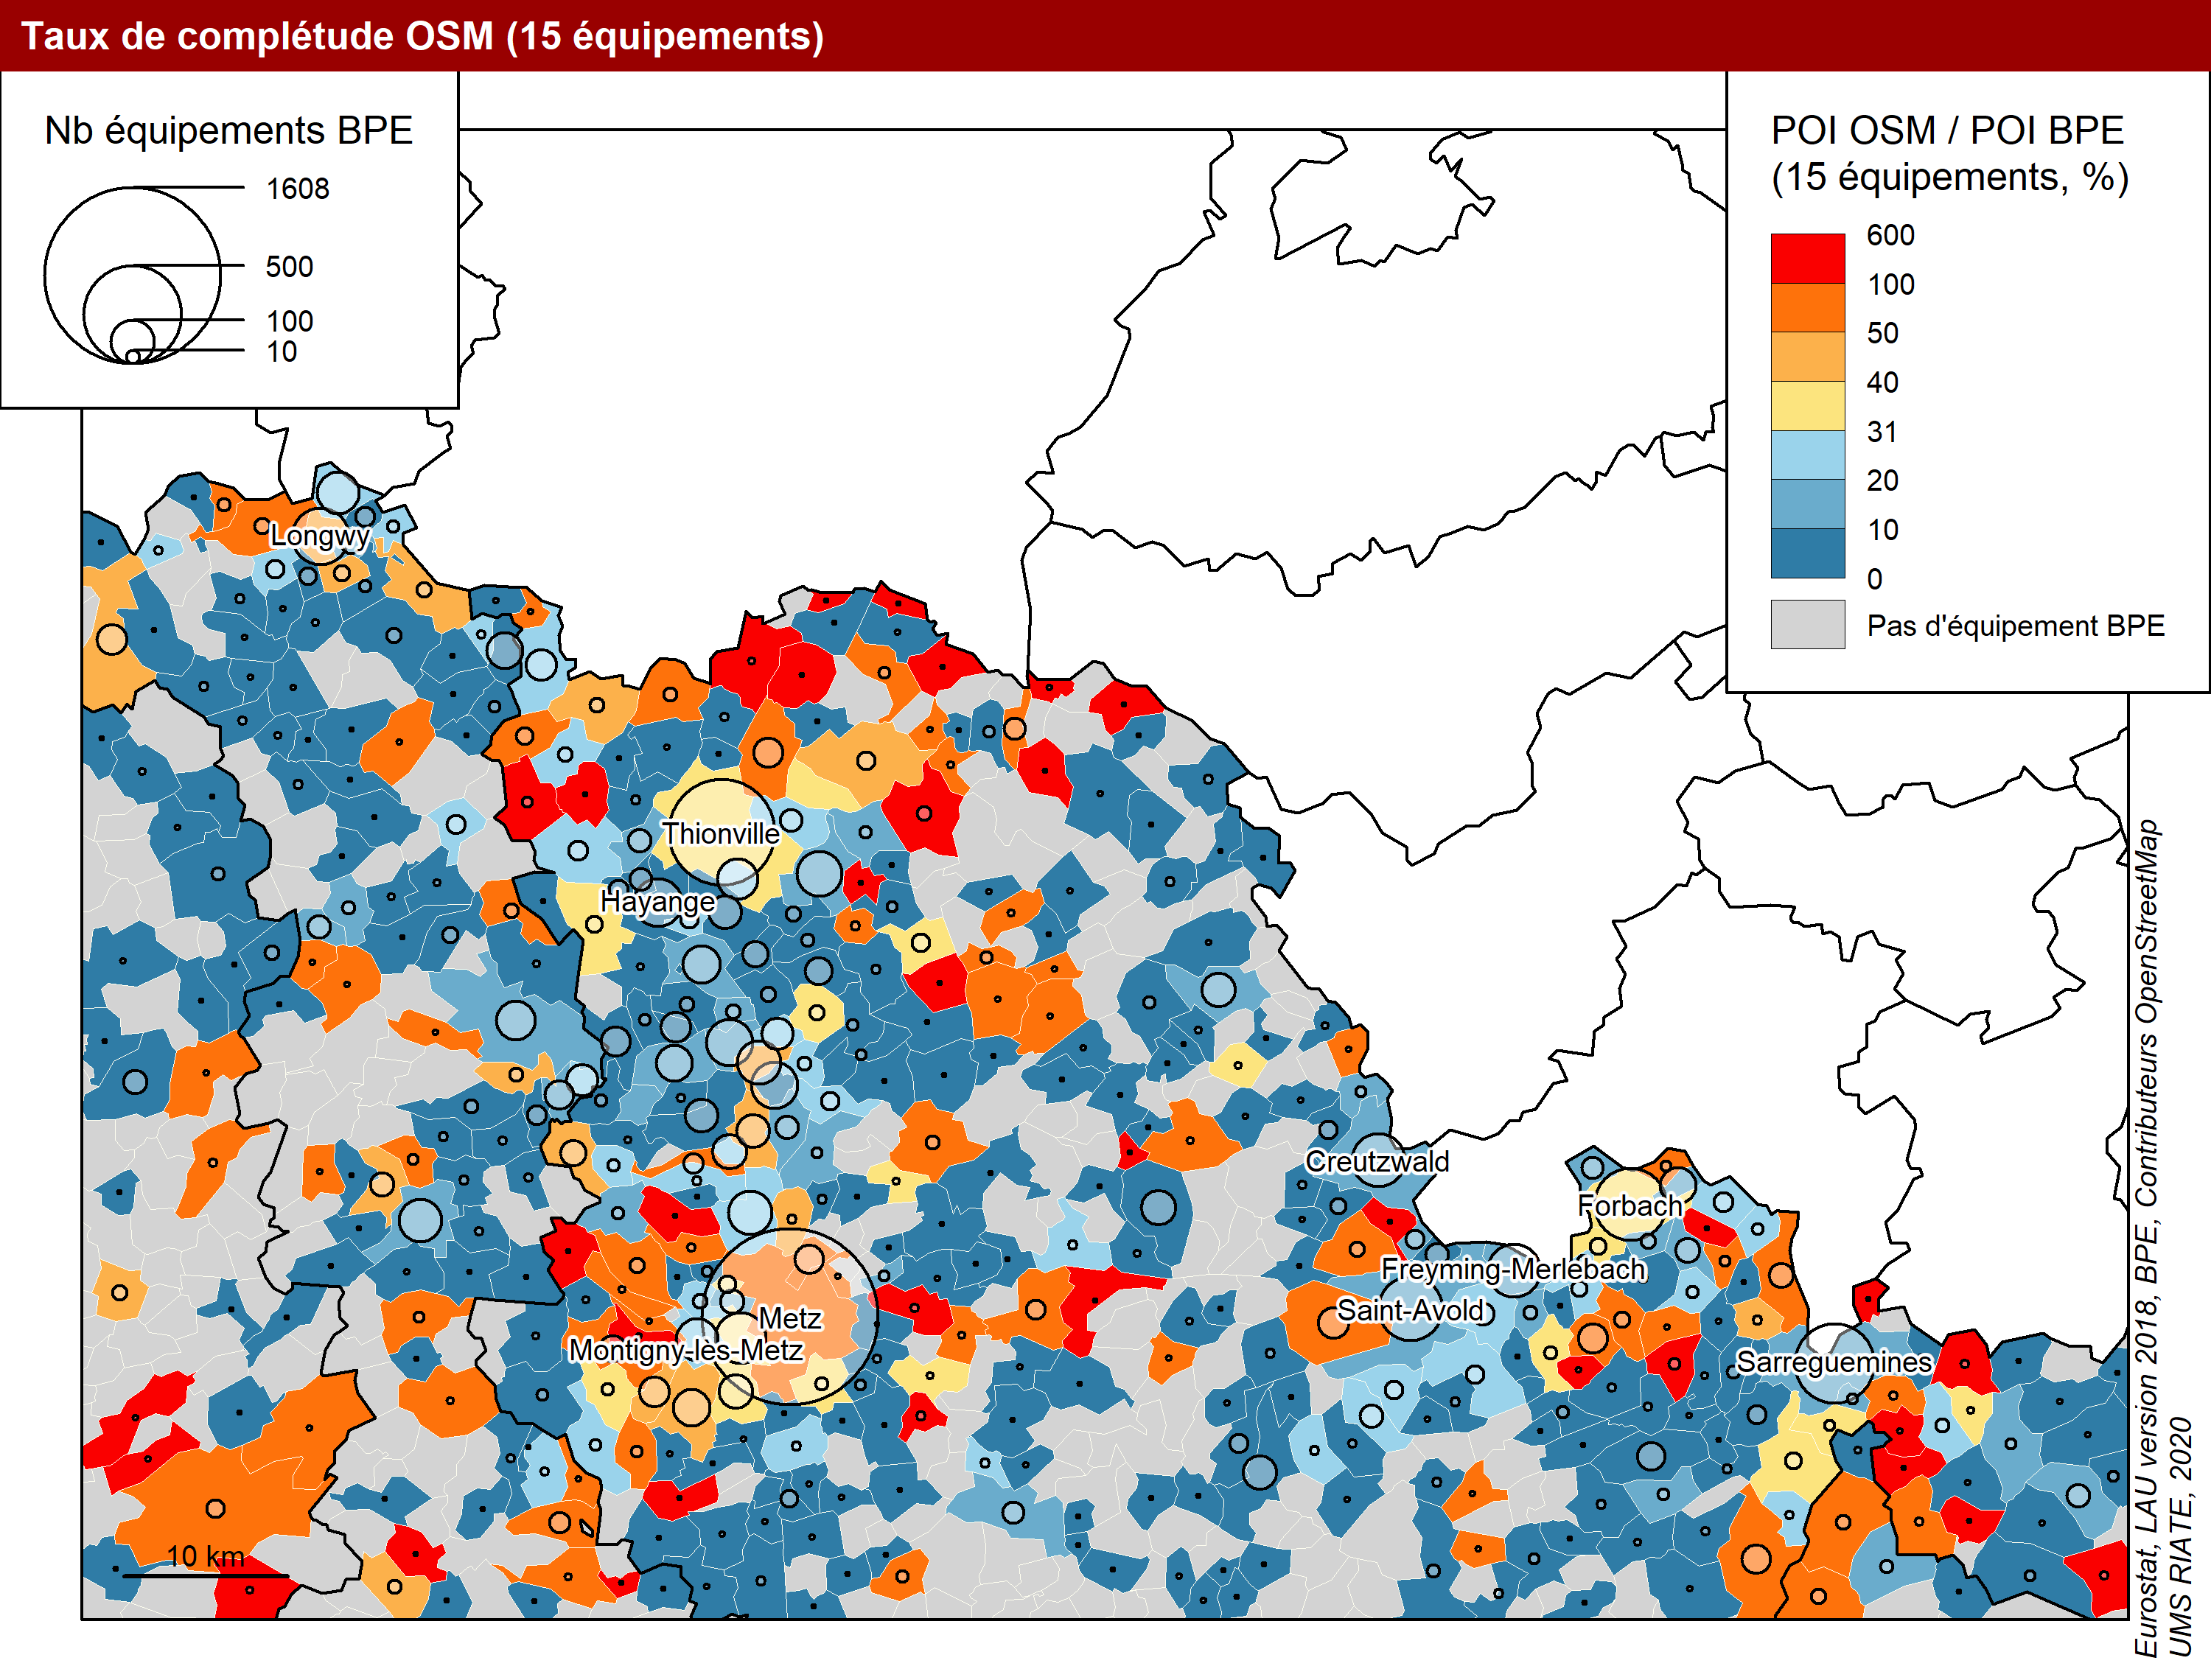 Taux de complétude OSM (15 équipements)
Nb équipements BPE
1608
500
100
10
POI OSM / POI BPE
(15 équipements, %)
600
100
50
40
31
20
10
0
Pas d'équipement BPE
Longwy
Thionville
Hayange
Creutzwald
Forbach
Freyming-Merlebach
Saint-Avold
Metz
Montigny-lès-Metz
Sarreguemines
10 km
Eurostat, LAU version 2018, BPE, Contributeurs OpenStreetMap
UMS RIATE, 2020